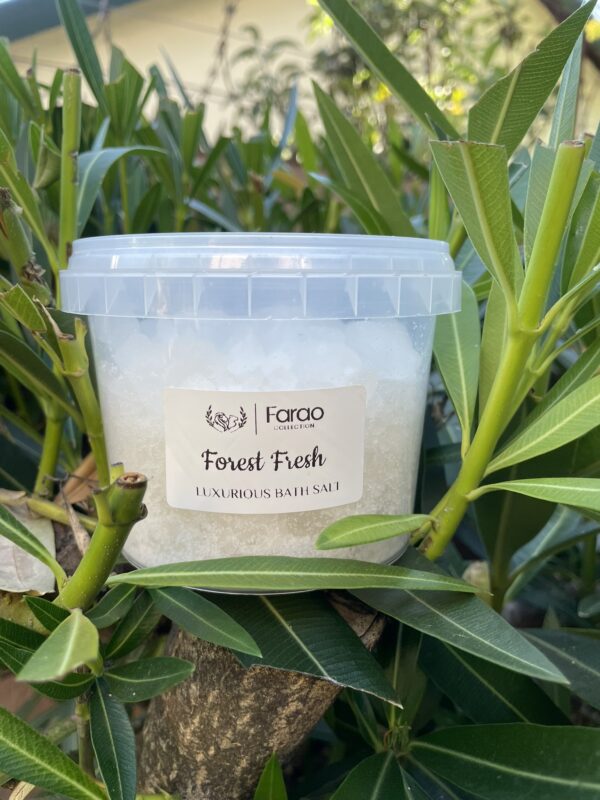 Farao
COLLECTION
Forest Fresh
LUXURIOUS BATH SALT